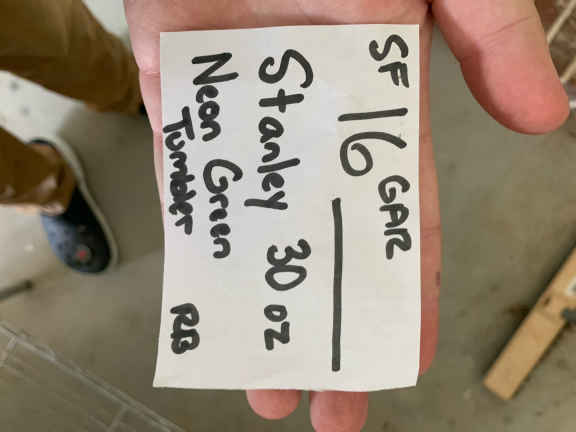 SF 16 GAR
Stanley 30 oz
Neon Green
Tumbler RB